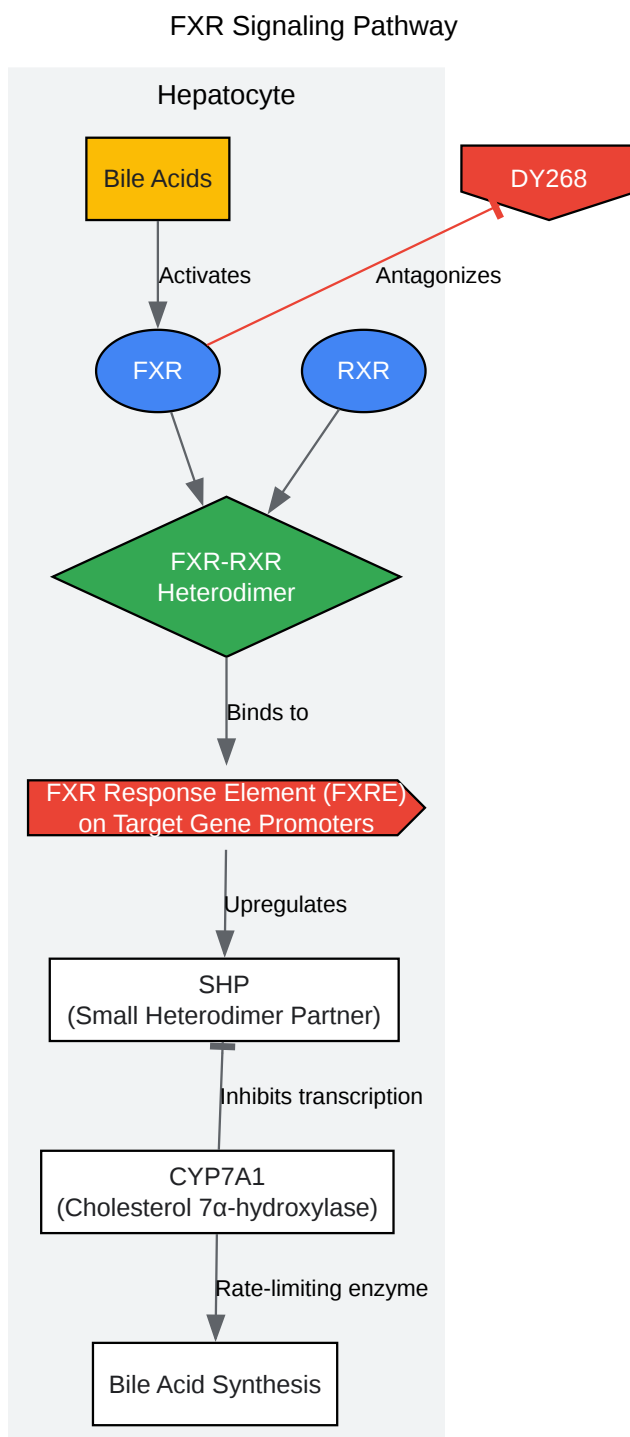 FXR Signaling Pathway
Hepatocyte
Bile Acids
DY268
Activates
Antagonizes
FXR
RXR
FXR-RXR
Heterodimer
Binds to
FXR Response Element (FXRE)
on Target Gene Promoters
Upregulates
SHP
(Small Heterodimer Partner)
Inhibits transcription
CYP7A1
(Cholesterol 7α-hydroxylase)
Rate-limiting enzyme
Bile Acid Synthesis